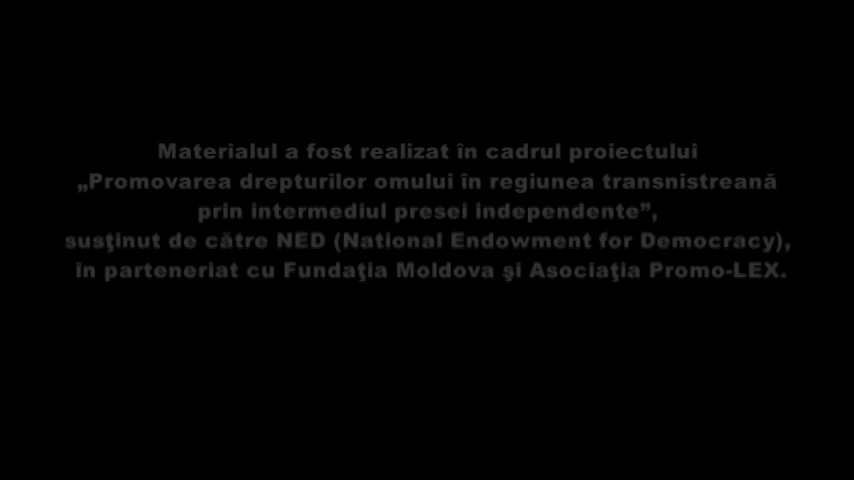 Materialul a fost realizat în cadrul proiectului
„Promovarea drepturilor omului în regiunea transnistreană
prin intermediul presei independente”,
susţinut de către NED (National Endowment for Democracy),
în parteneriat cu Fundaţia Moldova şi Asociaţia Promo-LEX.